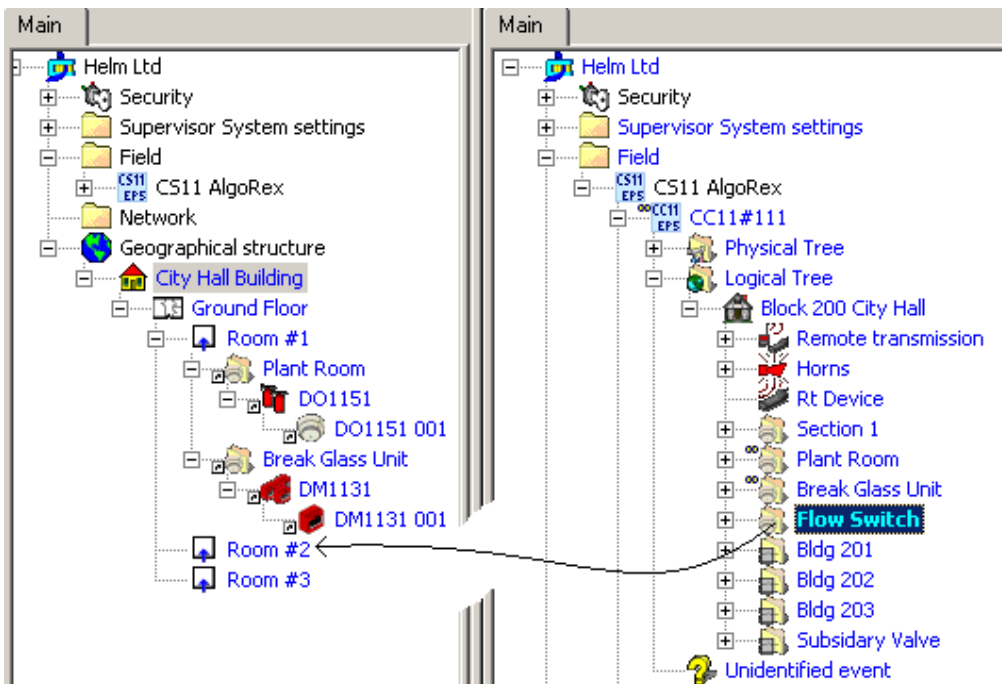 Main
Helm Ltd
Security
Supervisor System settings
Field
CS11 EPS CS11 AlgoRex
Network
Geographical structure
City Hall Building
Ground Floor
Room #1
Plant Room
DO1151
DO1151 001
Break Glass Unit
DM1131
DM1131 001
Room #2
Room #3
Main
Helm Ltd
Security
Supervisor System settings
Field
CS11 EPS CS11 AlgoRex
CC11 EPS CC11#111
Physical Tree
Logical Tree
Block 200 City Hall
Remote transmission
Horns
Rt Device
Section 1
Plant Room
Break Glass Unit
Flow Switch
Bldg 201
Bldg 202
Bldg 203
Subsidary Valve
Unidentified event